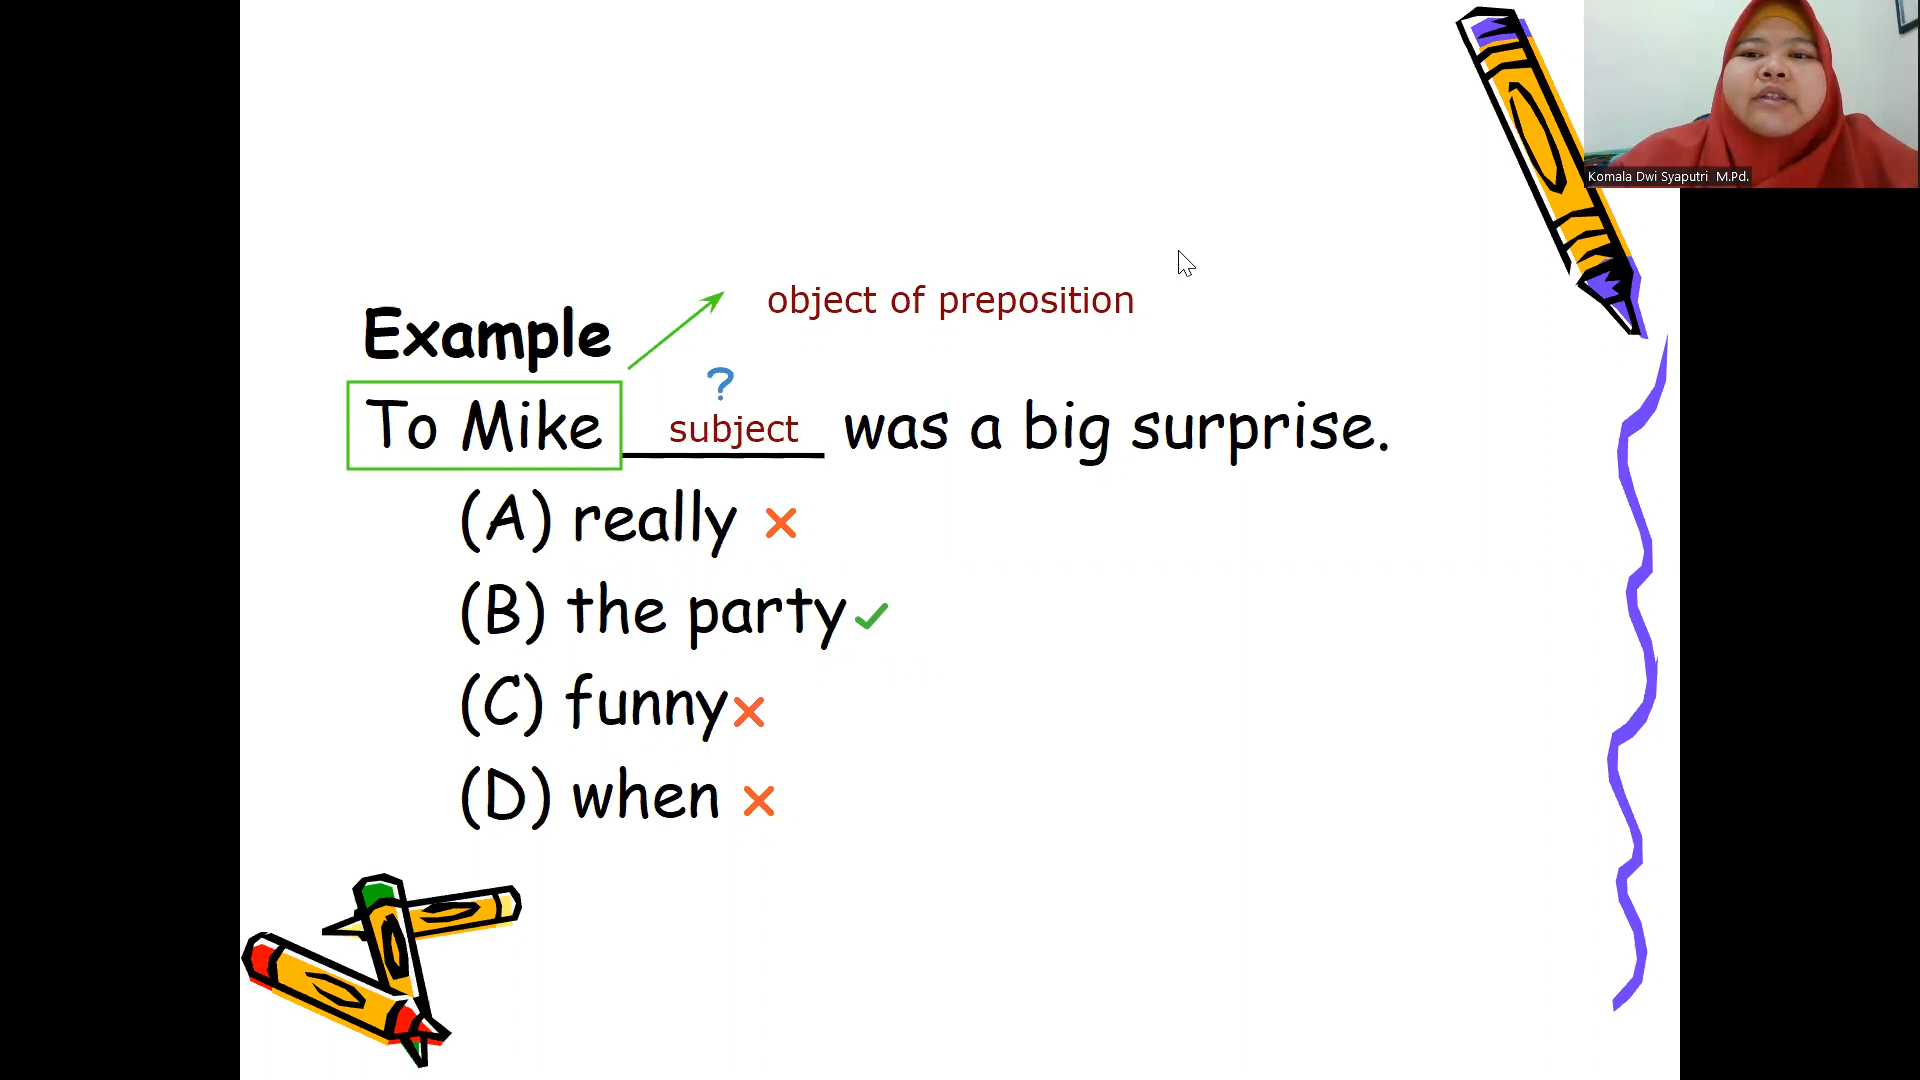 Komala Dwi Syaputri M.Pd.
object of preposition
Example
?
To Mike subject was a big surprise.
(A) really
(B) the party
(C) funny
(D) when